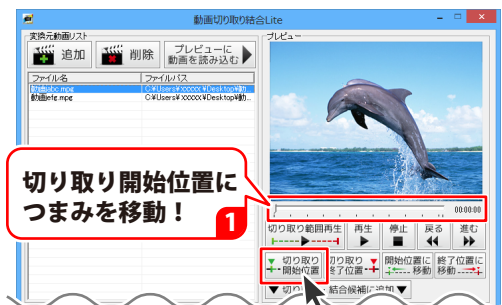 動画切り取り結合Lite
変換元動画リスト
追加
削除
プレビューに
動画を読み込む
ファイル名
ファイルパス
動画abc.mpg
C:¥Users¥xxxxx¥Desktop¥動...
動画efg.mpg
C:¥Users¥xxxxx¥Desktop¥動...
プレビュー
切り取り開始位置に
つまみを移動！
1
00:00:00
切り取り範囲再生
再生
停止
戻る
進む
切り取り
開始位置
切り取り
終了位置
開始位置に
移動
終了位置に
移動
▼切り
結合候補に追加▼